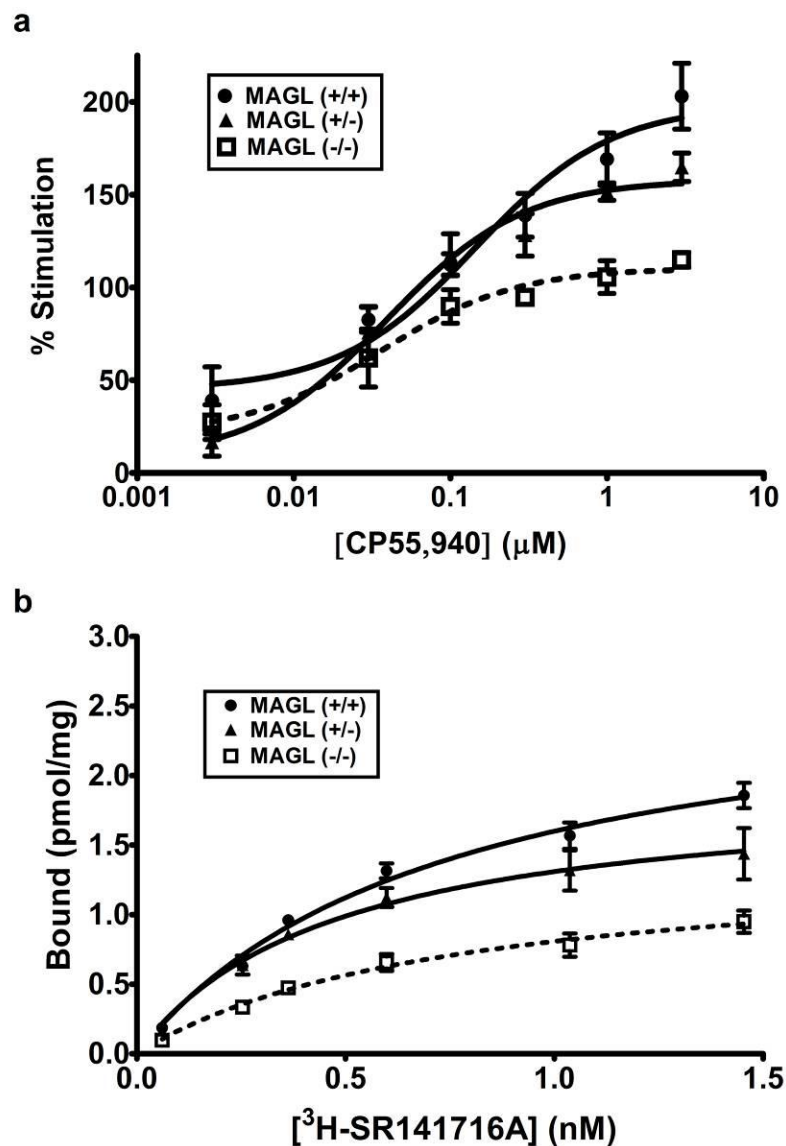 a
200
150
100
50
0
% Stimulation
MAGL (+/+)
MAGL (+/-)
MAGL (-/-)
0.001 0.01 0.1 1 10
[CP55,940] (μM)
b
3.0
2.5
2.0
1.5
1.0
0.5
0.0
Bound (pmol/mg)
MAGL (+/+)
MAGL (+/-)
MAGL (-/-)
0.0 0.5 1.0 1.5
[³H-SR141716A] (nM)